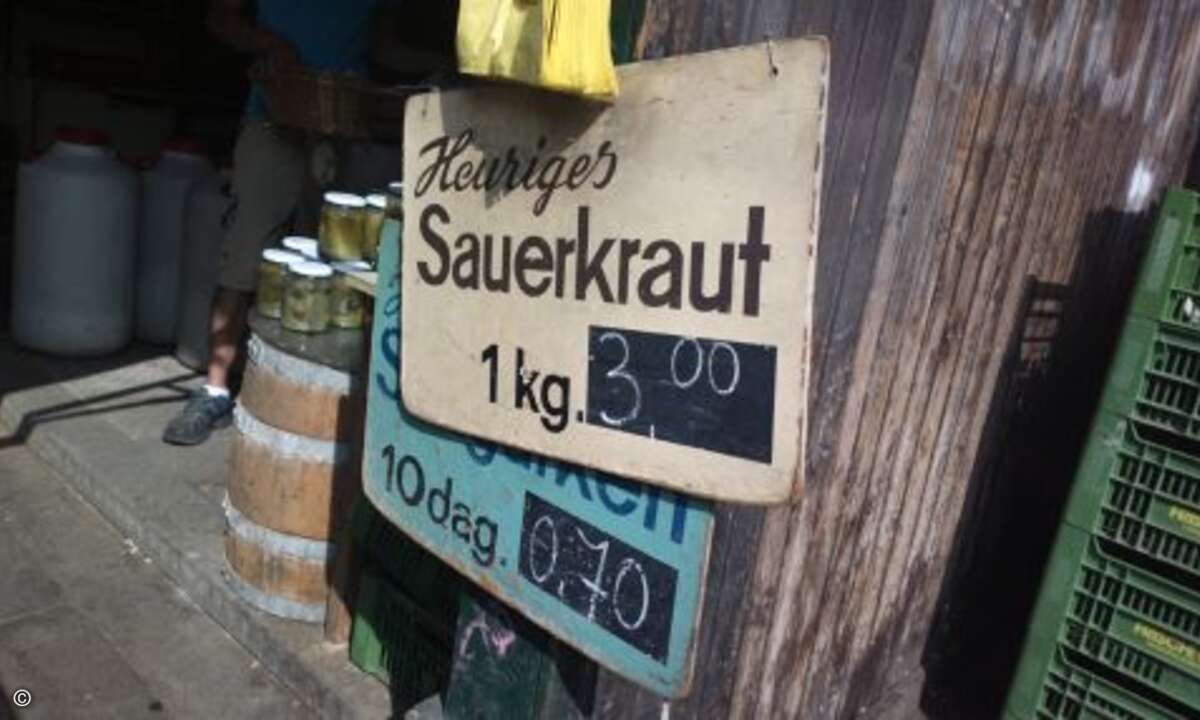 Heuriges
Sauerkraut
1 kg. 3,00
10 dag. 0,70
©